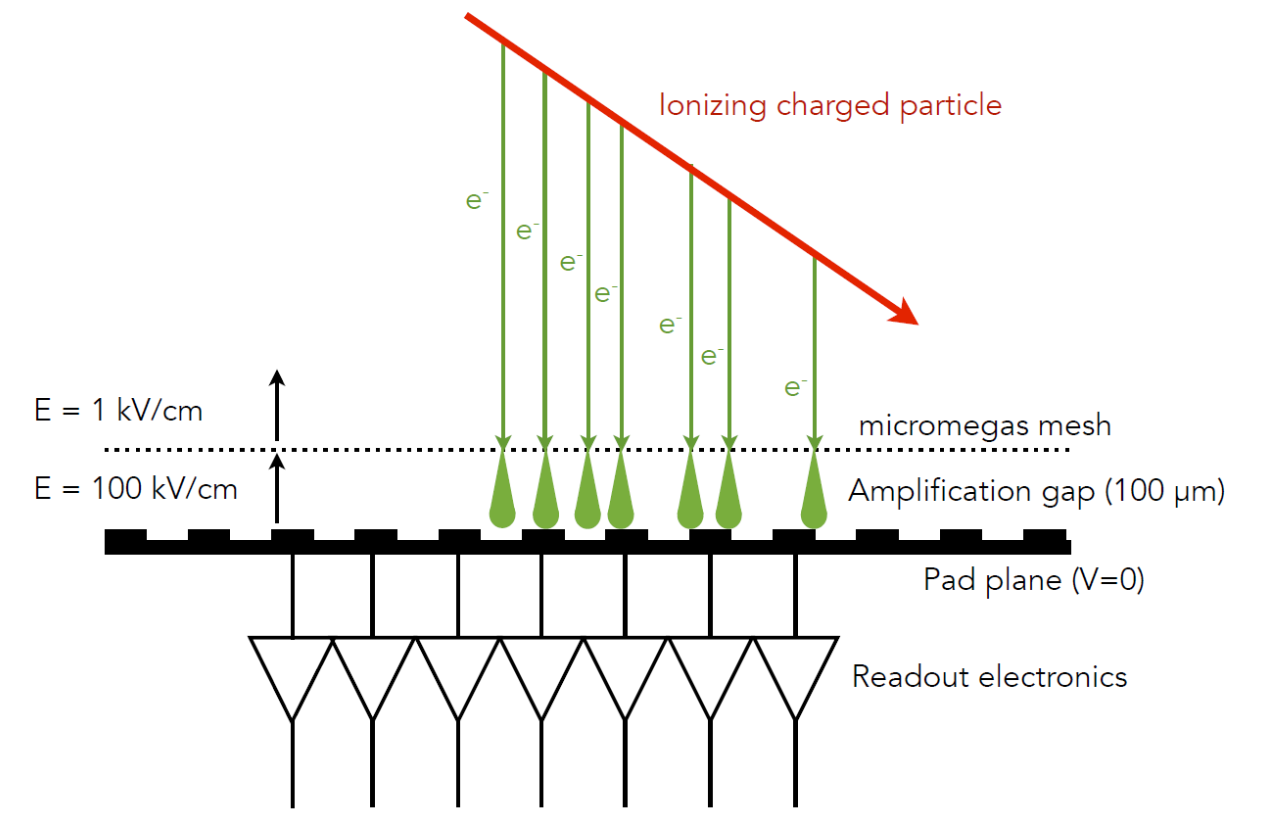 Ionizing charged particle
e⁻
e⁻
e⁻
e⁻
e⁻
e⁻
e⁻
E = 1 kV/cm
micromegas mesh
E = 100 kV/cm
Amplification gap (100 µm)
Pad plane (V=0)
Readout electronics